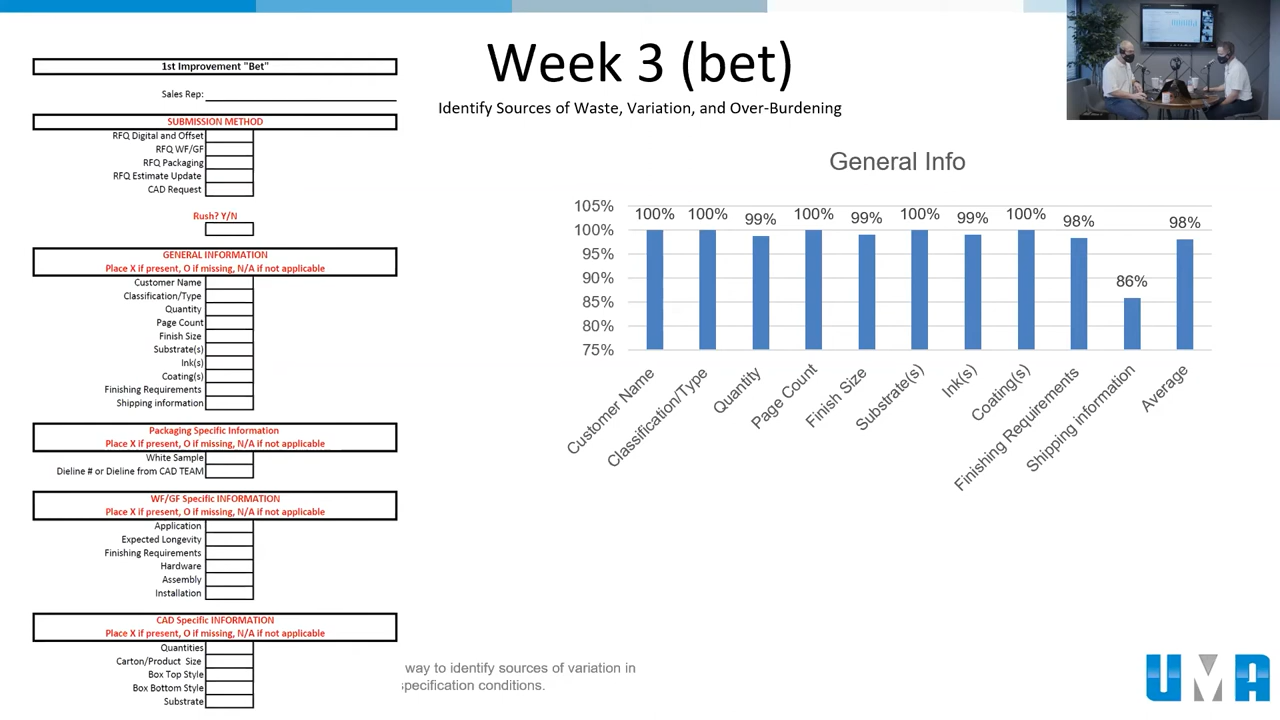 Week 3 (bet)
Identify Sources of Waste, Variation, and Over-Burdening
1st Improvement "Bet"
Sales Rep:
SUBMISSION METHOD
RFQ Digital and Offset
RFQ WF/GF
RFQ Packaging
RFQ Estimate Update
CAD Request
Rush? Y/N
GENERAL INFORMATION
Place X if present, O if missing, N/A if not applicable
Customer Name
Classification/Type
Quantity
Page Count
Finish Size
Substrate(s)
Ink(s)
Coating(s)
Finishing Requirements
Shipping information
Packaging Specific Information
Place X if present, O if missing, N/A if not applicable
White Sample
Dieline # or Dieline from CAD TEAM
WF/GF Specific INFORMATION
Place X if present, O if missing, N/A if not applicable
Application
Expected Longevity
Finishing Requirements
Hardware
Assembly
Installation
CAD Specific INFORMATION
Place X if present, O if missing, N/A if not applicable
Quantities
Carton/Product Size
Box Top Style
Box Bottom Style
Substrate
General Info
105%
100%
95%
90%
85%
80%
75%
100% 100% 99% 100% 99% 100% 99% 100% 98% 86% 98%
Customer Name
Classification/Type
Quantity
Page Count
Finish Size
Substrate(s)
Ink(s)
Coating(s)
Finishing Requirements
Shipping information
Average
way to identify sources of variation in
specification conditions.
UMA